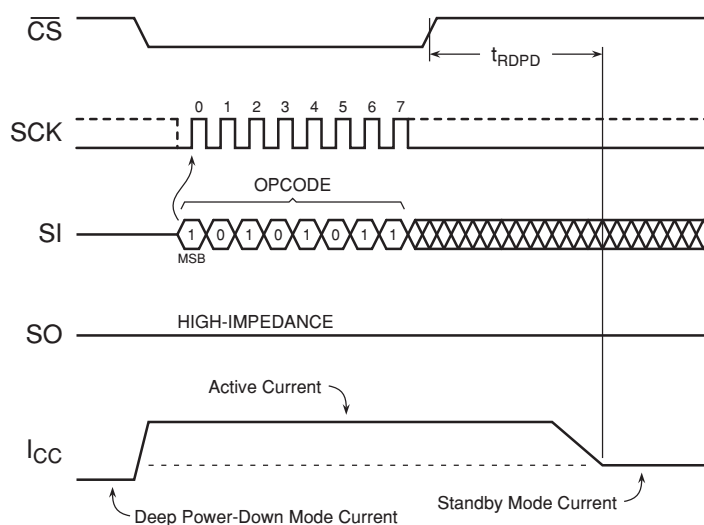 CS
tRDPD
0 1 2 3 4 5 6 7
SCK
OPCODE
SI
1 0 1 0 1 0 1 1
MSB
HIGH-IMPEDANCE
SO
Active Current
ICC
Standby Mode Current
Deep Power-Down Mode Current